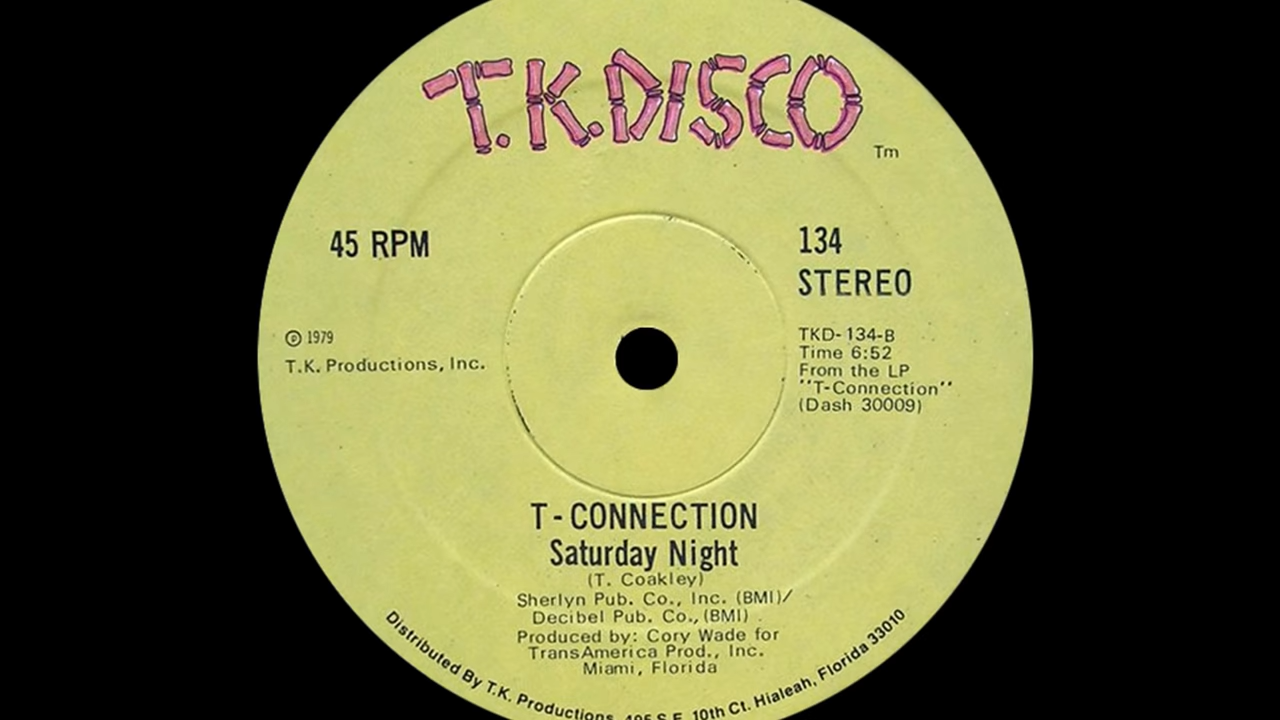 T.K.DISCO
Tm
45 RPM
134
STEREO
℗ 1979
T.K. Productions, Inc.
TKD-134-B
Time 6:52
From the LP
"T-Connection"
(Dash 30009)
T-CONNECTION
Saturday Night
(T. Coakley)
Sherlyn Pub. Co., Inc. (BMI)/
Decibel Pub. Co., (BMI)
Produced by: Cory Wade for
TransAmerica Prod., Inc.
Miami, Florida
Distributed By T.K. Productions, 495 S.E. 10th Ct. Hialeah, Florida 33010